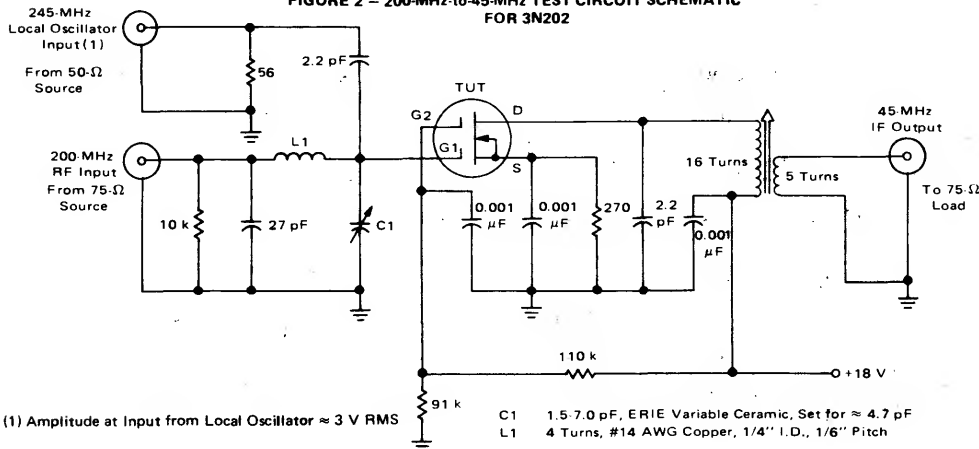 FIGURE 2 – 200-MHz-to-45-MHz TEST CIRCUIT SCHEMATIC
FOR 3N202
245-MHz
Local Oscillator
Input (1)
From 50-Ω
Source
56
2.2 pF
TUT
G2
D
G1
S
L1
200-MHz
RF Input
From 75-Ω
Source
10 k
27 pF
C1
0.001
μF
0.001
μF
270
2.2
pF
0.001
μF
16 Turns
5 Turns
45-MHz
IF Output
To 75-Ω
Load
110 k
+18 V
91 k
(1) Amplitude at Input from Local Oscillator ≈ 3 V RMS
C1 1.5-7.0 pF, ERIE Variable Ceramic, Set for ≈ 4.7 pF
L1 4 Turns, #14 AWG Copper, 1/4" I.D., 1/6" Pitch